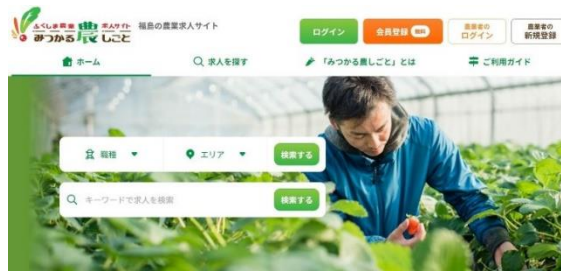 ふくしま農業 求人サイト
みつかる農しごと
福島の農業求人サイト
ログイン
会員登録 無料
農業者の
ログイン
農業者の
新規登録
ホーム
求人を探す
「みつかる農しごと」とは
ご利用ガイド
職種
エリア
検索する
キーワードで求人を検索
検索する